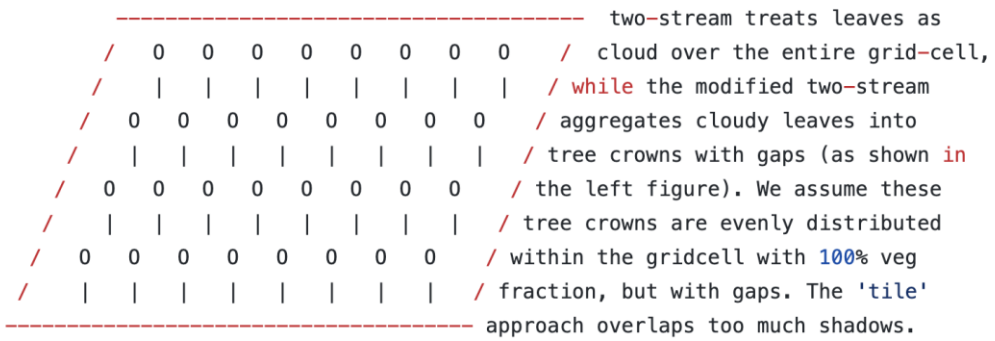 -------------------------------------- two-stream treats leaves as
/ O O O O O O O O / cloud over the entire grid-cell,
/ | | | | | | | | / while the modified two-stream
/ O O O O O O O O / aggregates cloudy leaves into
/ | | | | | | | | / tree crowns with gaps (as shown in
/ O O O O O O O O / the left figure). We assume these
/ | | | | | | | | / tree crowns are evenly distributed
/ O O O O O O O O / within the gridcell with 100% veg
/ | | | | | | | | / fraction, but with gaps. The 'tile'
-------------------------------------- approach overlaps too much shadows.